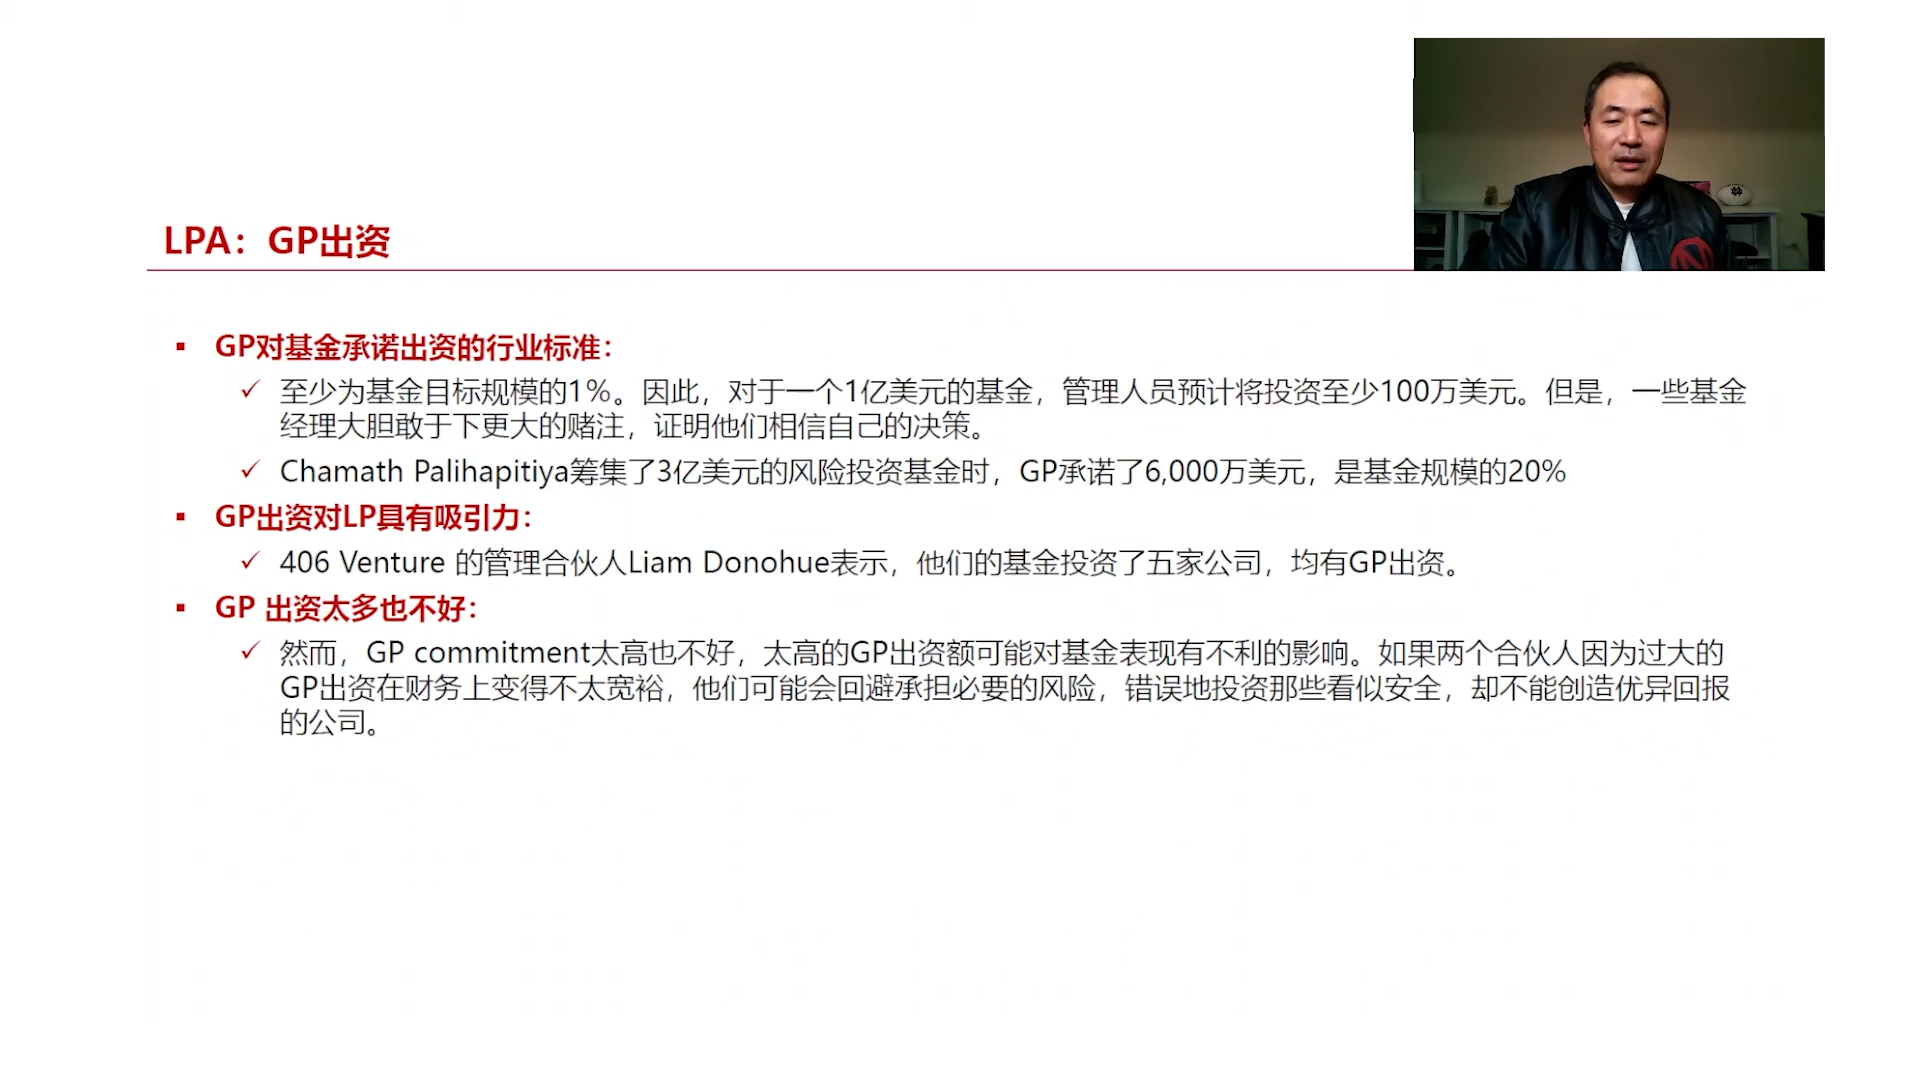 LPA：GP出资
GP对基金承诺出资的行业标准：
至少为基金目标规模的1%。因此，对于一个1亿美元的基金，管理人员预计将投资至少100万美元。但是，一些基金
经理大胆敢于下更大的赌注，证明他们相信自己的决策。
Chamath Palihapitiya筹集了3亿美元的风险投资基金时，GP承诺了6,000万美元，是基金规模的20%
GP出资对LP具有吸引力：
406 Venture 的管理合伙人Liam Donohue表示，他们的基金投资了五家公司，均有GP出资。
GP 出资太多也不好：
然而，GP commitment太高也不好，太高的GP出资额可能对基金表现有不利的影响。如果两个合伙人因为过大的
GP出资在财务上变得不太宽裕，他们可能会回避承担必要的风险，错误地投资那些看似安全，却不能创造优异回报
的公司。